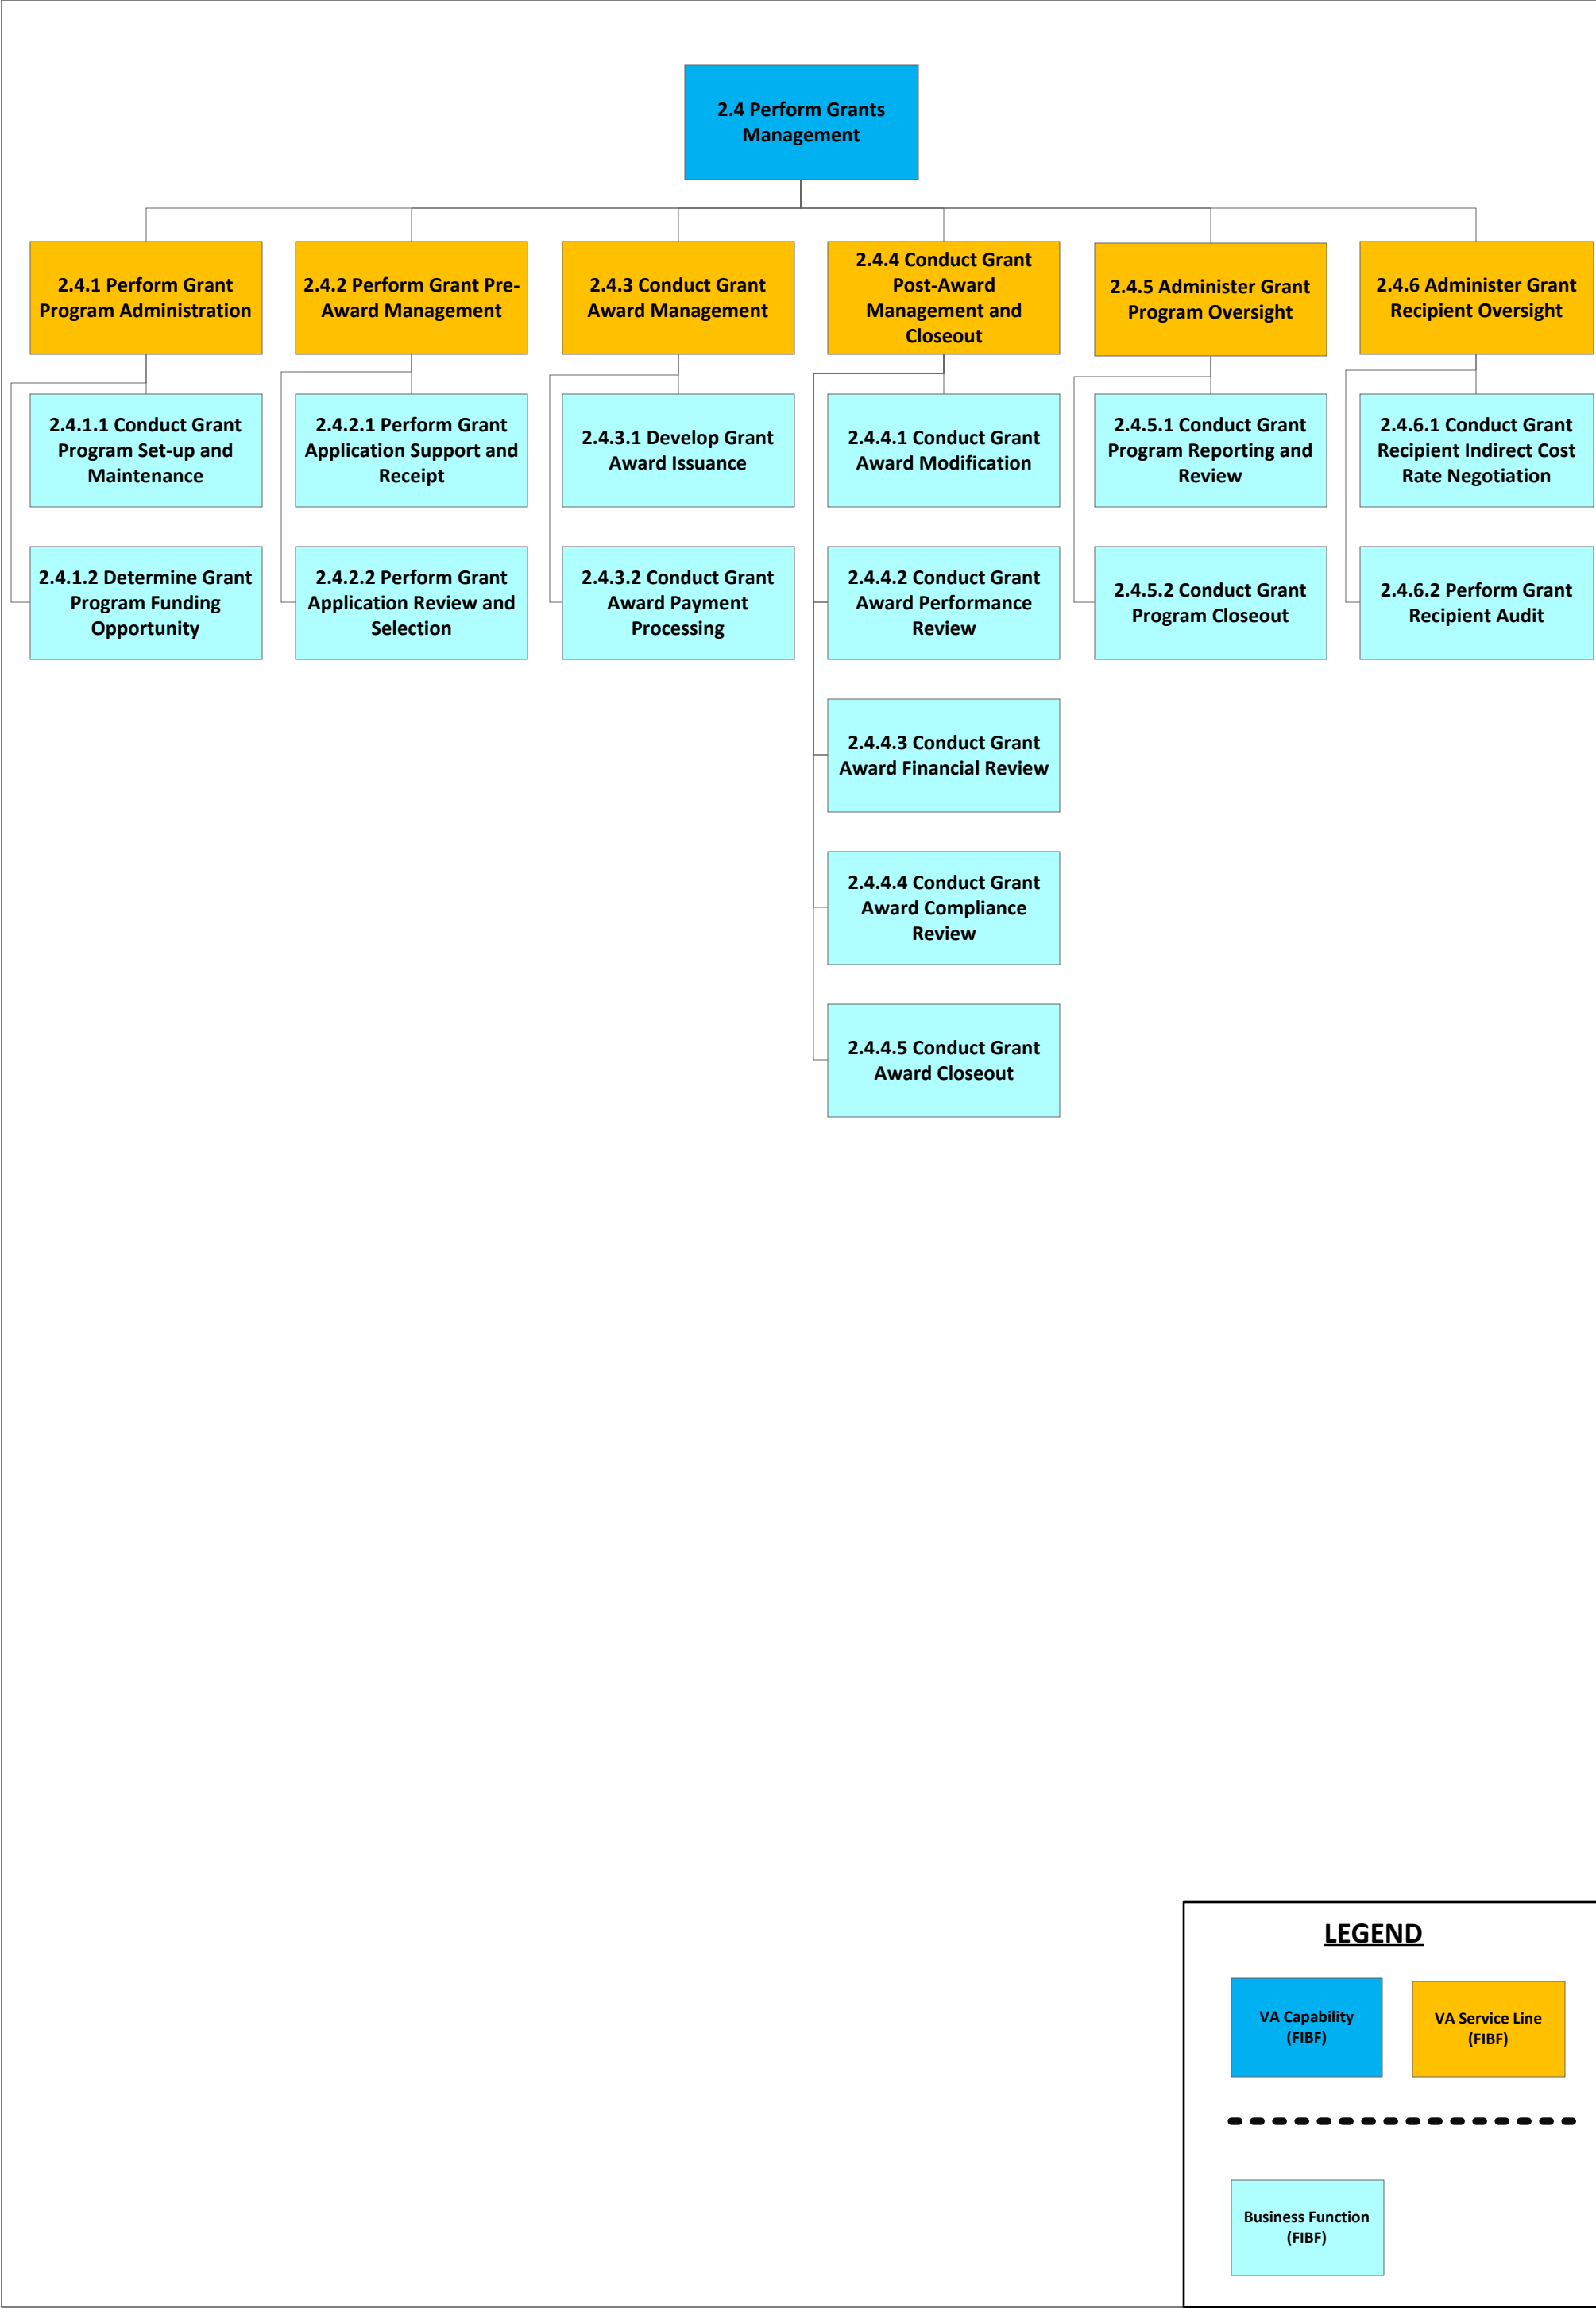 2.4 Perform Grants
Management
2.4.1 Perform Grant
Program Administration
2.4.2 Perform Grant Pre-
Award Management
2.4.3 Conduct Grant
Award Management
2.4.4 Conduct Grant
Post-Award
Management and
Closeout
2.4.5 Administer Grant
Program Oversight
2.4.6 Administer Grant
Recipient Oversight
2.4.1.1 Conduct Grant
Program Set-up and
Maintenance
2.4.2.1 Perform Grant
Application Support and
Receipt
2.4.3.1 Develop Grant
Award Issuance
2.4.4.1 Conduct Grant
Award Modification
2.4.5.1 Conduct Grant
Program Reporting and
Review
2.4.6.1 Conduct Grant
Recipient Indirect Cost
Rate Negotiation
2.4.1.2 Determine Grant
Program Funding
Opportunity
2.4.2.2 Perform Grant
Application Review and
Selection
2.4.3.2 Conduct Grant
Award Payment
Processing
2.4.4.2 Conduct Grant
Award Performance
Review
2.4.5.2 Conduct Grant
Program Closeout
2.4.6.2 Perform Grant
Recipient Audit
2.4.4.3 Conduct Grant
Award Financial Review
2.4.4.4 Conduct Grant
Award Compliance
Review
2.4.4.5 Conduct Grant
Award Closeout
LEGEND
VA Capability
(FIBF)
VA Service Line
(FIBF)
Business Function
(FIBF)